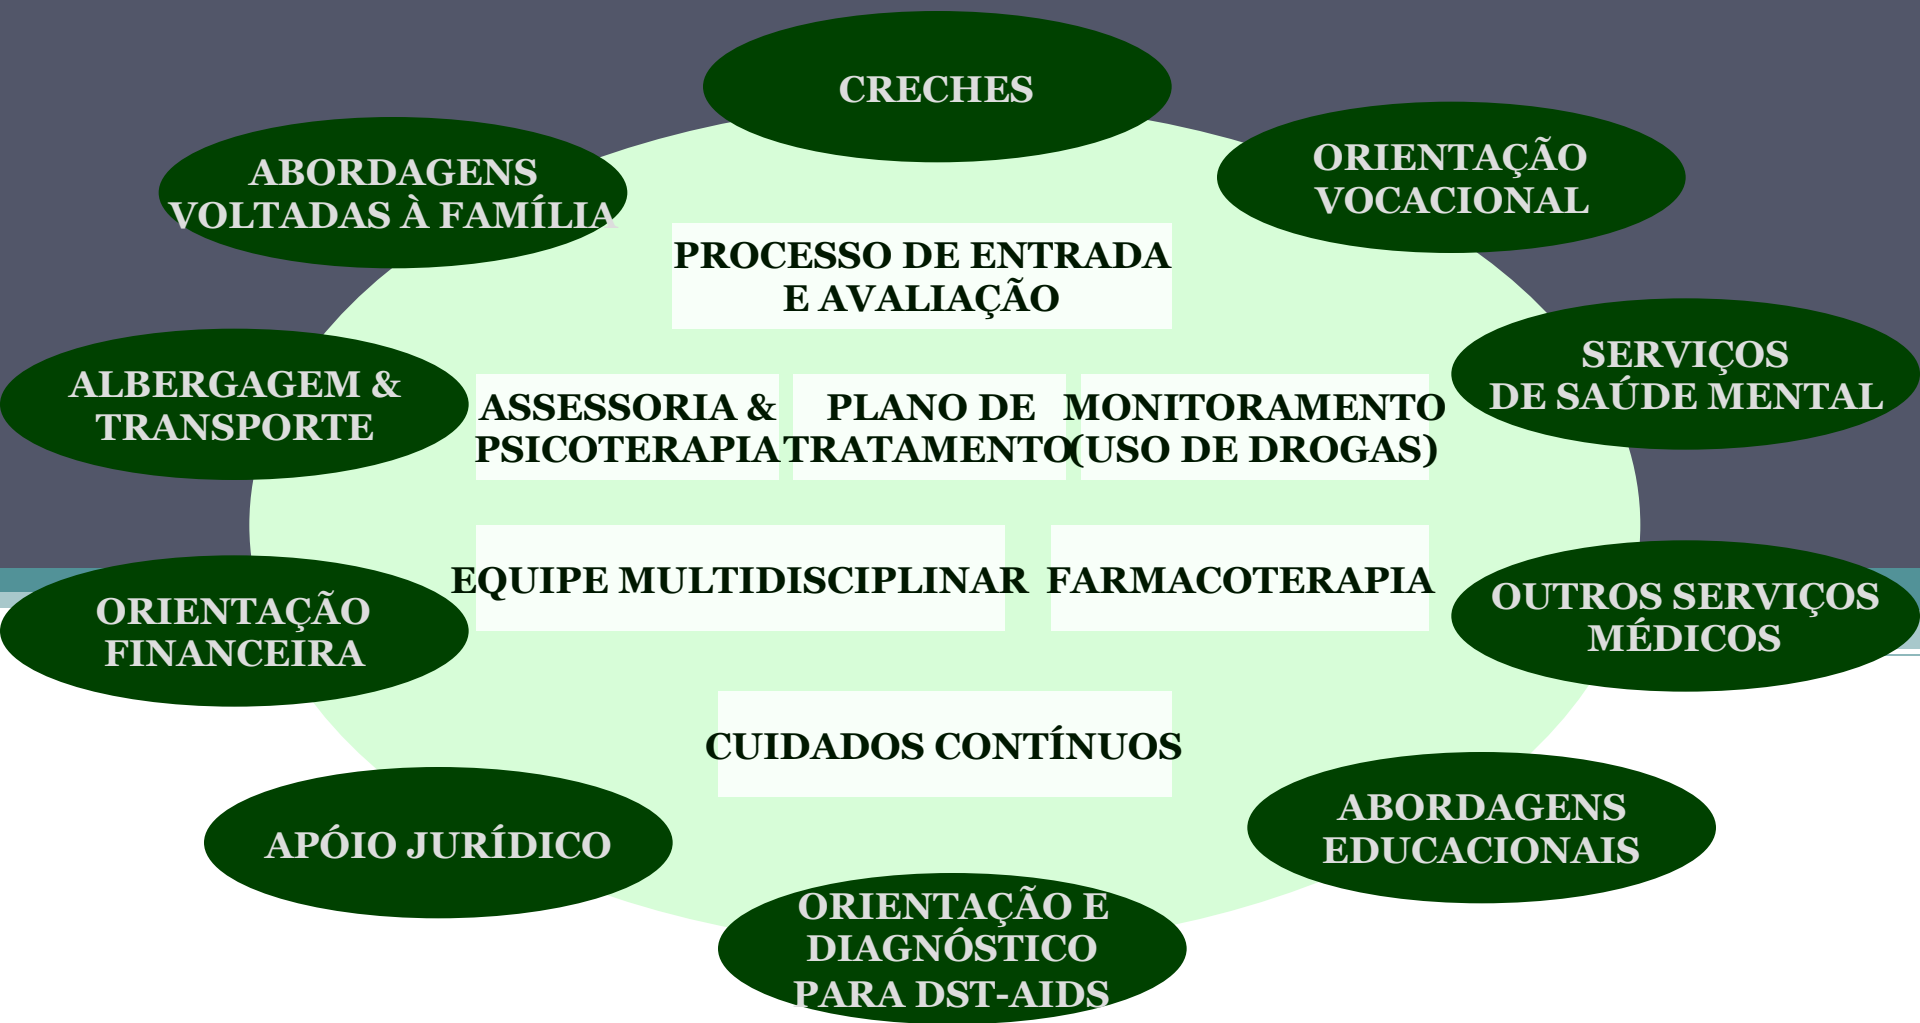 CRECHES
ORIENTAÇÃO
VOCACIONAL
ABORDAGENS
VOLTADAS À FAMÍLIA
PROCESSO DE ENTRADA
E AVALIAÇÃO
SERVIÇOS
DE SAÚDE MENTAL
ALBERGAGEM &
TRANSPORTE
ASSESSORIA &
PSICOTERAPIA
PLANO DE
TRATAMENTO
MONITORAMENTO
(USO DE DROGAS)
EQUIPE MULTIDISCIPLINAR
FARMACOTERAPIA
ORIENTAÇÃO
FINANCEIRA
OUTROS SERVIÇOS
MÉDICOS
CUIDADOS CONTÍNUOS
APÓIO JURÍDICO
ABORDAGENS
EDUCACIONAIS
ORIENTAÇÃO E
DIAGNÓSTICO
PARA DST-AIDS